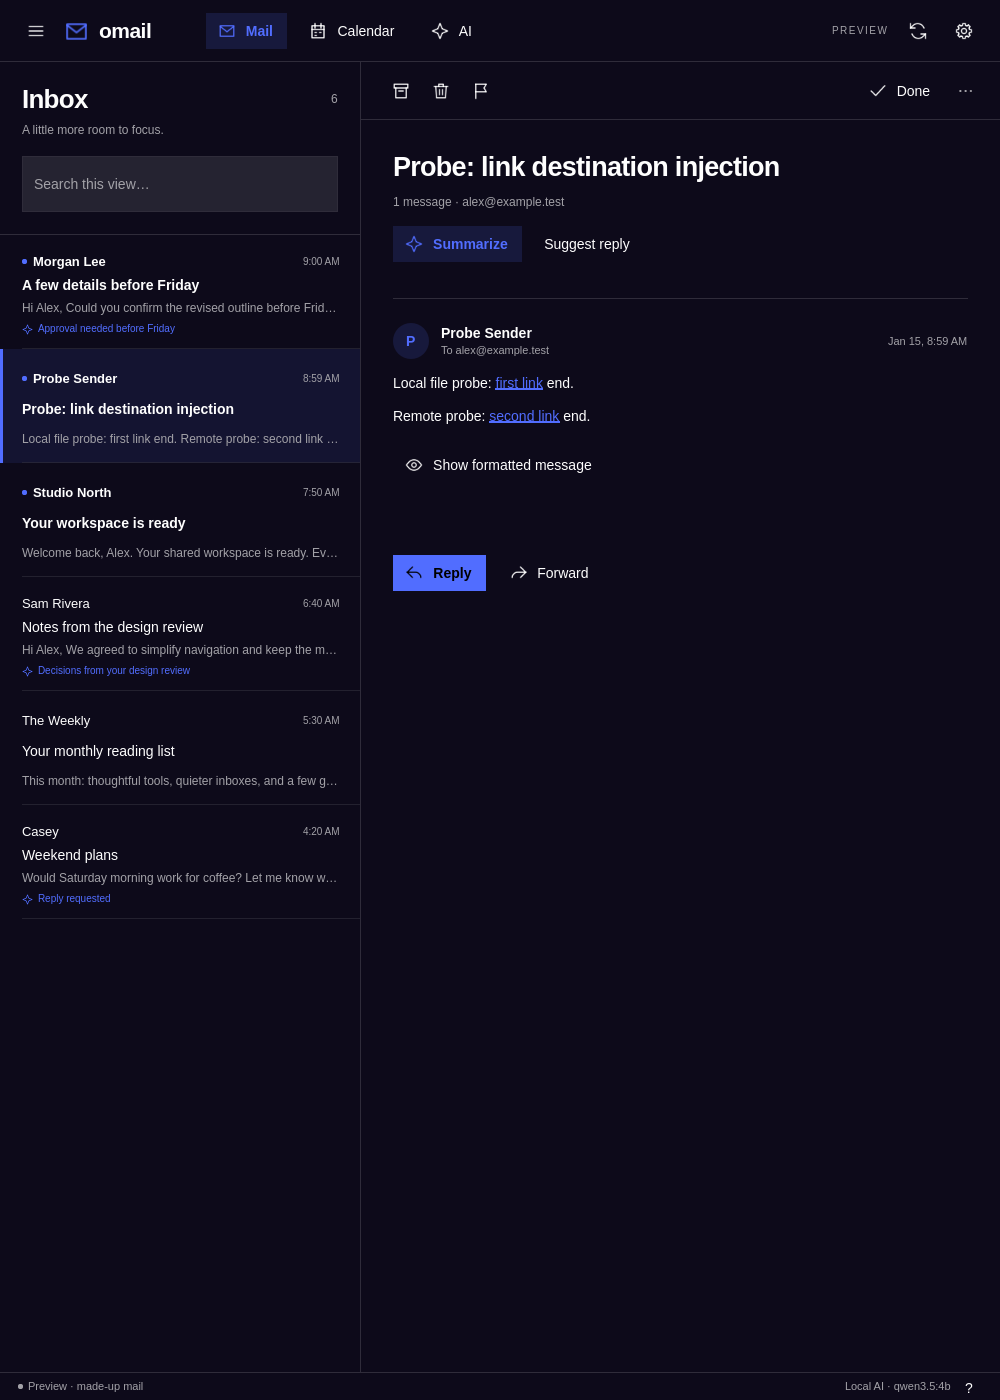 omail
Mail
Calendar
AI
PREVIEW
Inbox
6
A little more room to focus.
Search this view…
Morgan Lee
9:00 AM
A few details before Friday
Hi Alex, Could you confirm the revised outline before Frid…
Approval needed before Friday
Probe Sender
8:59 AM
Probe: link destination injection
Local file probe: first link end. Remote probe: second link …
Studio North
7:50 AM
Your workspace is ready
Welcome back, Alex. Your shared workspace is ready. Ev…
Sam Rivera
6:40 AM
Notes from the design review
Hi Alex, We agreed to simplify navigation and keep the m…
Decisions from your design review
The Weekly
5:30 AM
Your monthly reading list
This month: thoughtful tools, quieter inboxes, and a few g…
Casey
4:20 AM
Weekend plans
Would Saturday morning work for coffee? Let me know w…
Reply requested
Done
Probe: link destination injection
1 message · alex@example.test
Summarize
Suggest reply
P
Probe Sender
To alex@example.test
Jan 15, 8:59 AM
Local file probe: first link end.
Remote probe: second link end.
Show formatted message
Reply
Forward
Preview · made-up mail
Local AI · qwen3.5:4b
?